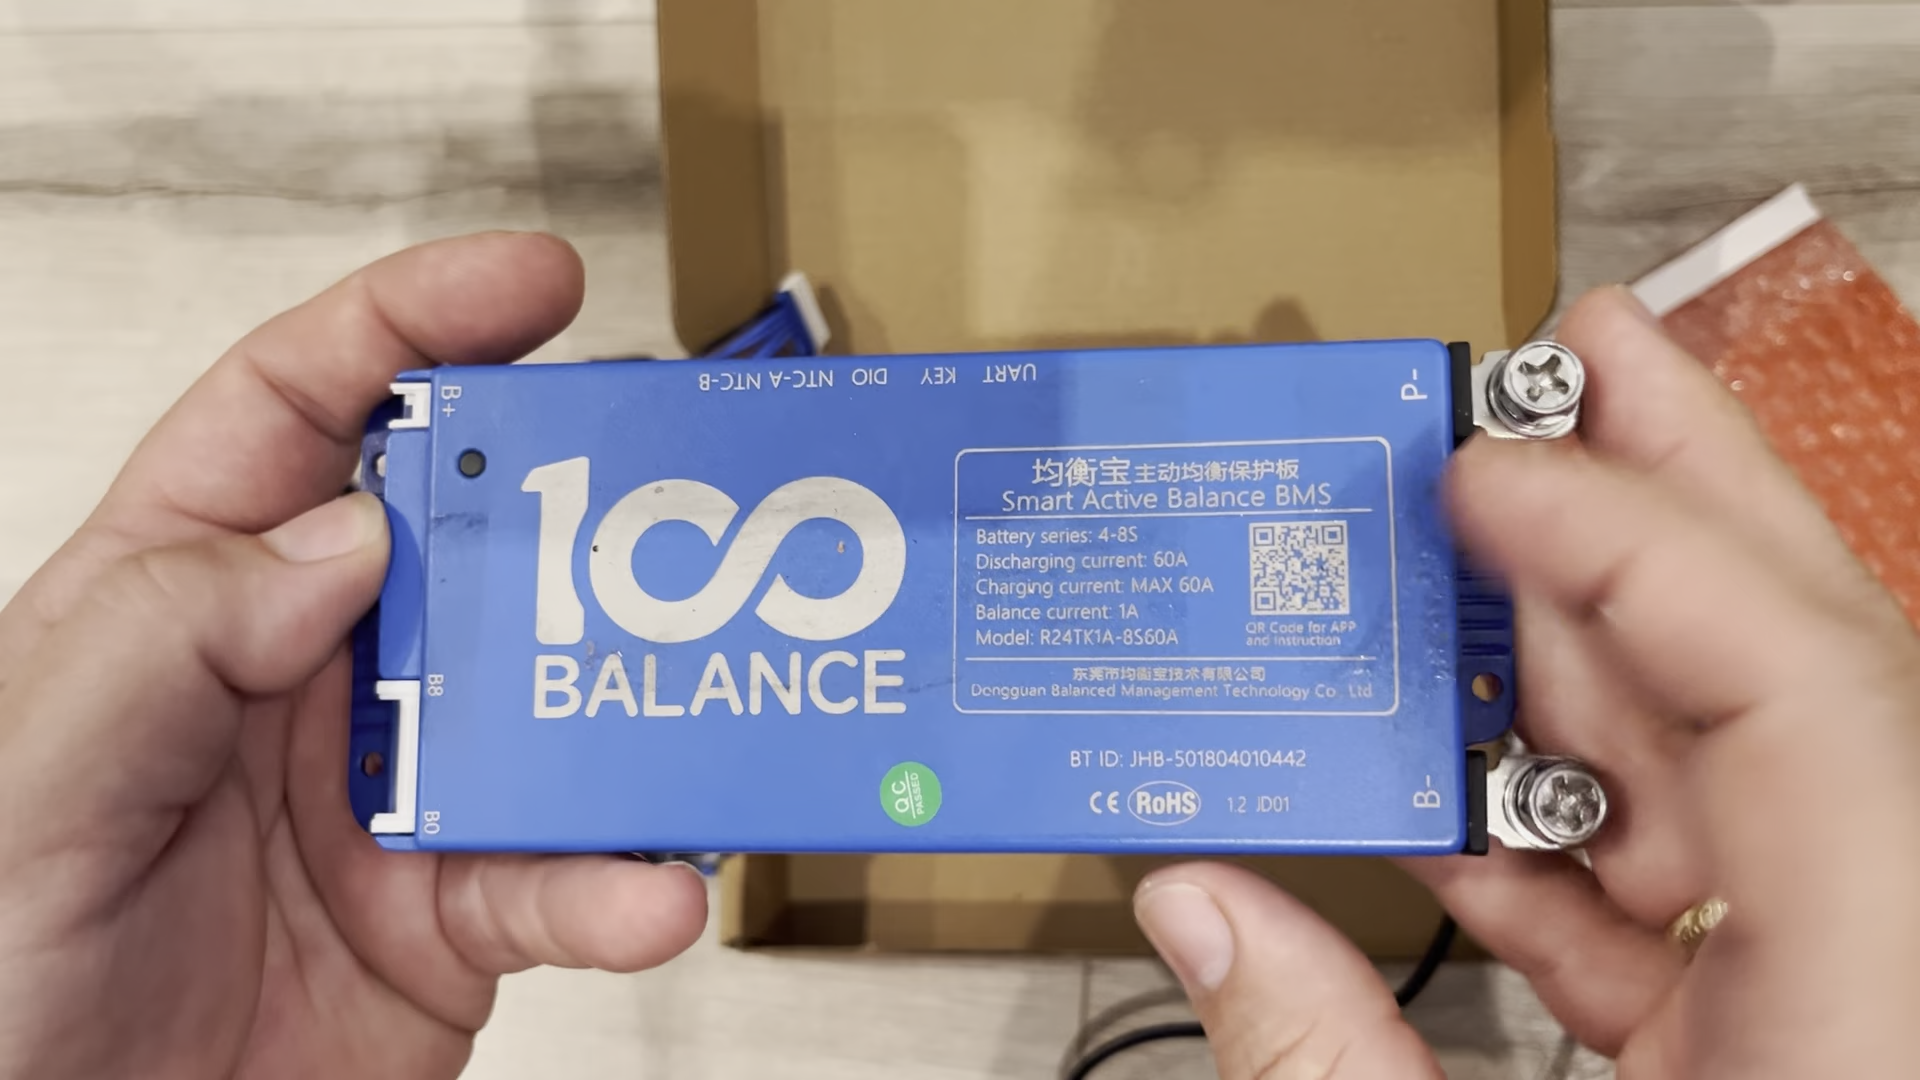 B+
NTC-B NTC-A DIO KEY UART
P-
100
BALANCE
均衡宝主动均衡保护板
Smart Active Balance BMS
Battery series: 4-8S
Discharging current: 60A
Charging current: MAX 60A
Balance current: 1A
Model: R24TK1A-8S60A
QR Code for APP
and instruction
东莞市均衡宝技术有限公司
Dongguan Balanced Management Technology Co., Ltd
B8
B0
QC
PASSED
BT ID: JHB-501804010442
CE RoHS 1.2 JD01
B-